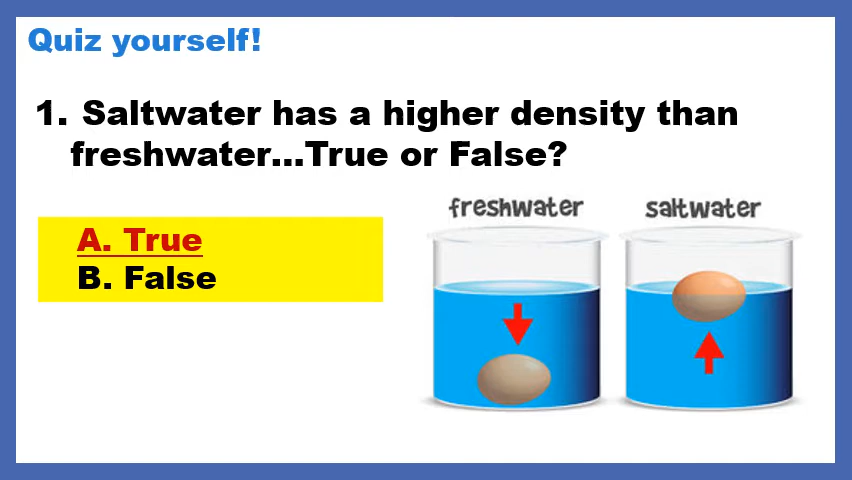 Quiz yourself!
1. Saltwater has a higher density than
freshwater...True or False?
A. True
B. False
freshwater
saltwater